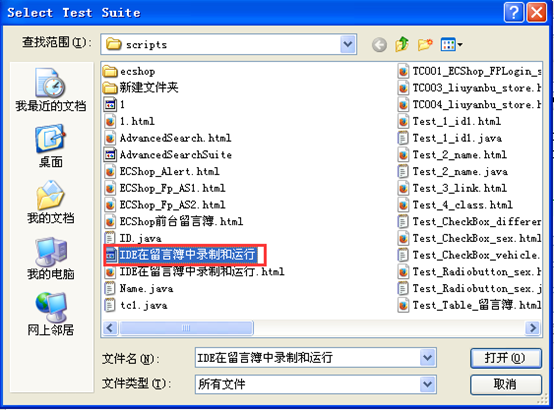 Select Test Suite
查找范围(I):
scripts
我最近的文档
桌面
我的文档
我的电脑
网上邻居
ecshop
新建文件夹
1
1.html
AdvancedSearch.html
AdvancedSearchSuite
ECShop_Alert.html
ECShop_Fp_AS1.html
ECShop_Fp_AS2.html
ECShop前台留言簿.html
ID.java
IDE在留言簿中录制和运行
IDE在留言簿中录制和运行.html
Name.java
tc1.java
TC001_ECShop_FPLogin_s
TC003_liuyanbu_store.h
TC004_liuyanbu_store.h
Test_1_id1.html
Test_1_id1.java
Test_2_name.html
Test_2_name.java
Test_3_link.html
Test_4_class.html
Test_CheckBox_differen
Test_CheckBox_sex.html
Test_CheckBox_vehicle.
Test_Radiobutton_sex.h
Test_Radiobutton_sex.j
Test_Table_留言簿.html
文件名(N):
IDE在留言簿中录制和运行
打开(O)
文件类型(T):
所有文件
取消